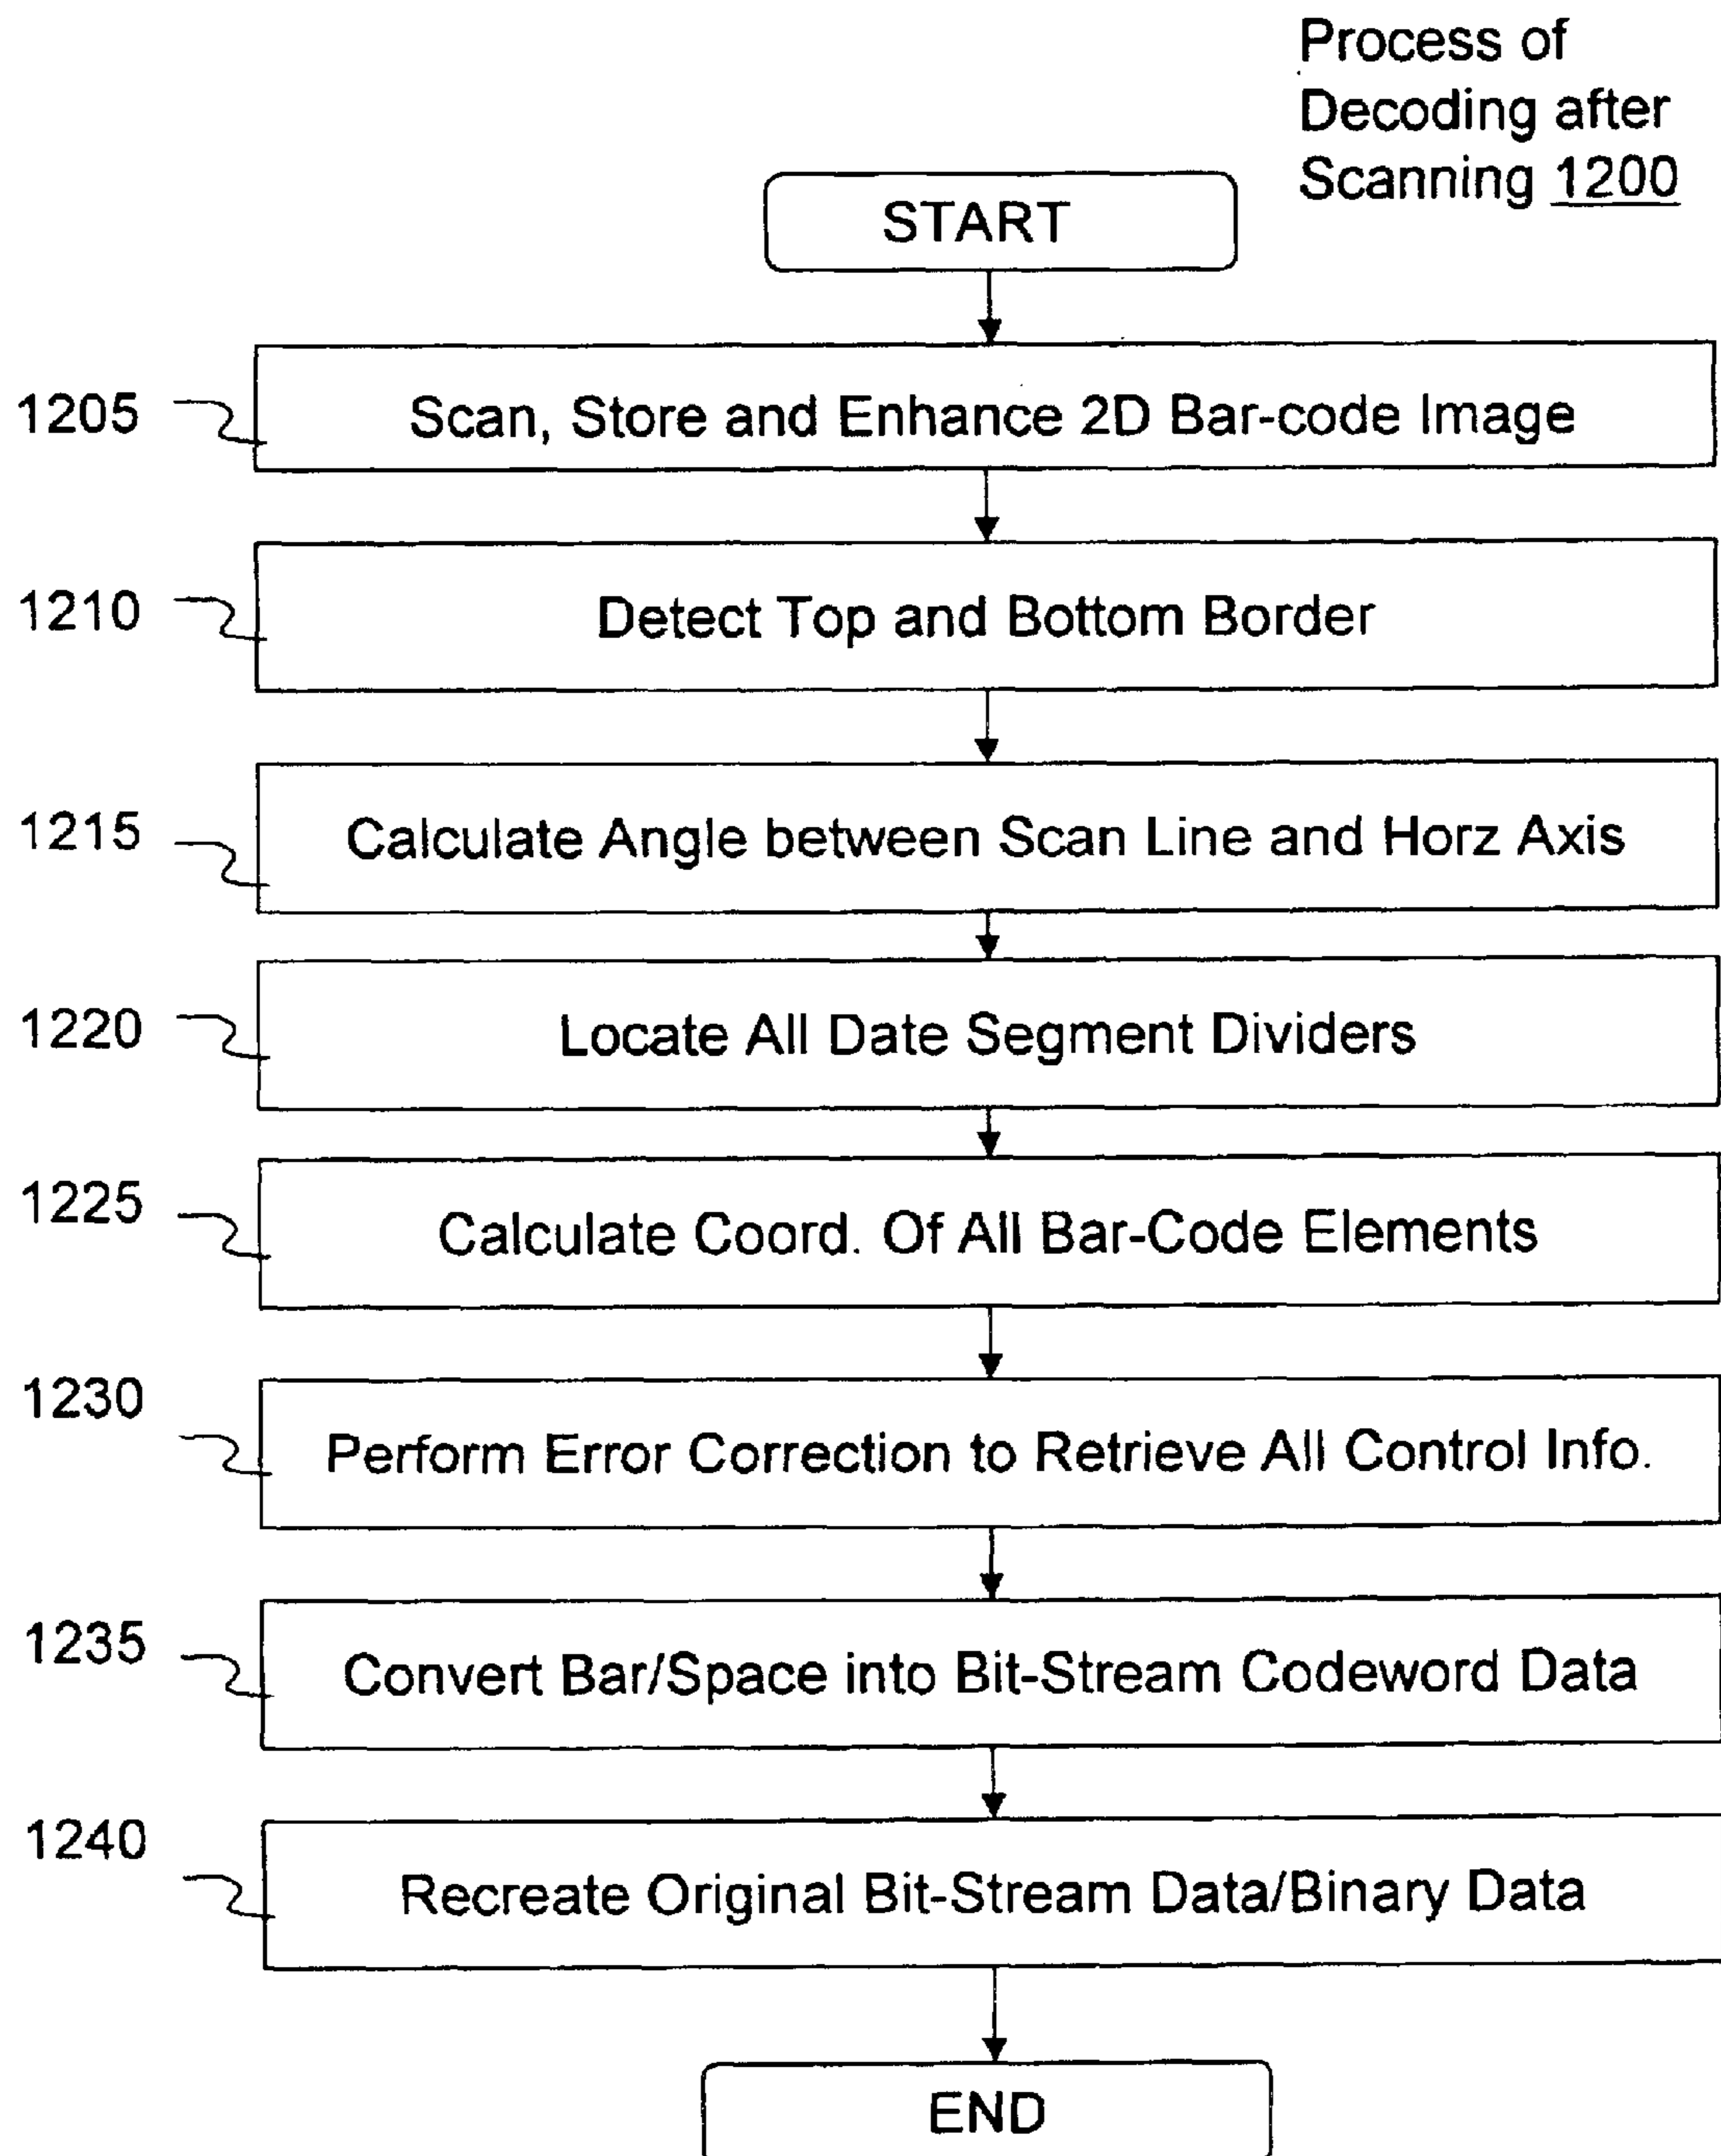 Process of
Decoding after
Scanning 1200
START
1205
Scan, Store and Enhance 2D Bar-code Image
1210
Detect Top and Bottom Border
1215
Calculate Angle between Scan Line and Horz Axis
1220
Locate All Date Segment Dividers
1225
Calculate Coord. Of All Bar-Code Elements
1230
Perform Error Correction to Retrieve All Control Info.
1235
Convert Bar/Space into Bit-Stream Codeword Data
1240
Recreate Original Bit-Stream Data/Binary Data
END